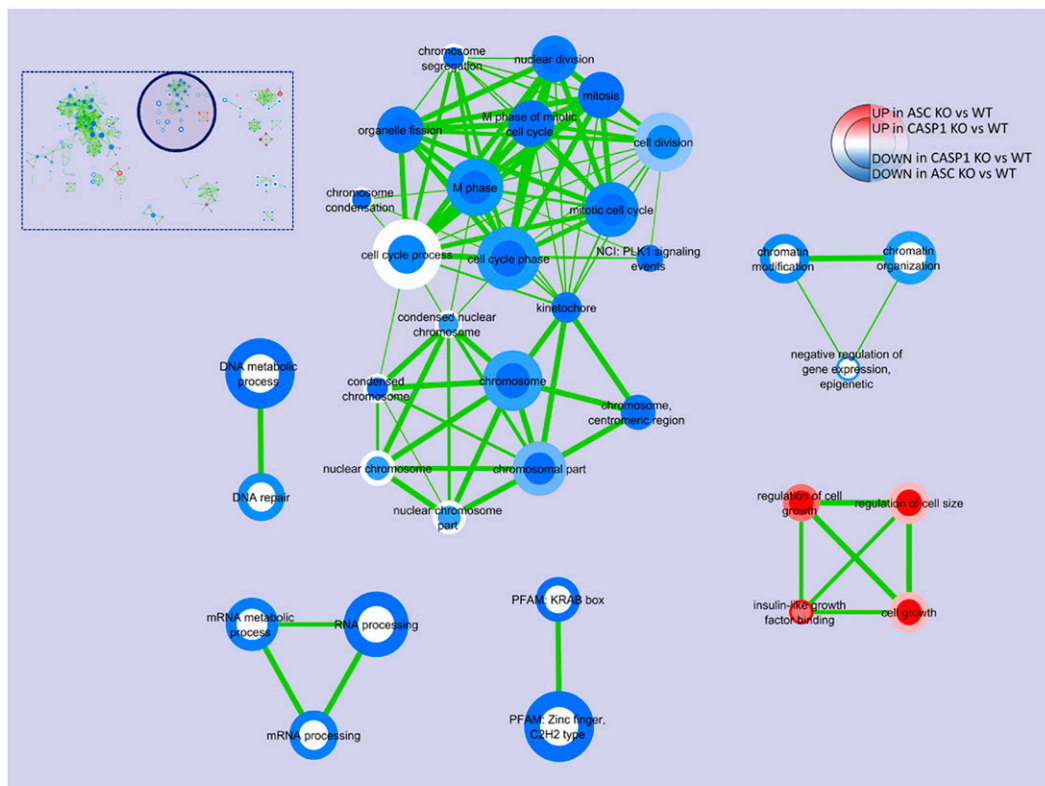 chromosome
segregation
nuclear division
mitosis
M phase of mitotic
cell cycle
organelle fission
cell division
UP in ASC KO vs WT
UP in CASP1 KO vs WT
DOWN in CASP1 KO vs WT
DOWN in ASC KO vs WT
M phase
chromosome
condensation
mitotic cell cycle
cell cycle process
cell cycle phase
NCI: PLK1 signaling
events
chromatin
modification
chromatin
organization
kinetochore
condensed nuclear
chromosome
negative regulation of
gene expression,
epigenetic
DNA metabolic
process
condensed
chromosome
chromosome
chromosome,
centromeric region
nuclear chromosome
chromosomal part
DNA repair
nuclear chromosome
part
regulation of cell
growth
regulation of cell size
insulin-like growth
factor binding
cell growth
mRNA metabolic
process
RNA processing
mRNA processing
PFAM: KRAB box
PFAM: Zinc finger,
C2H2 type